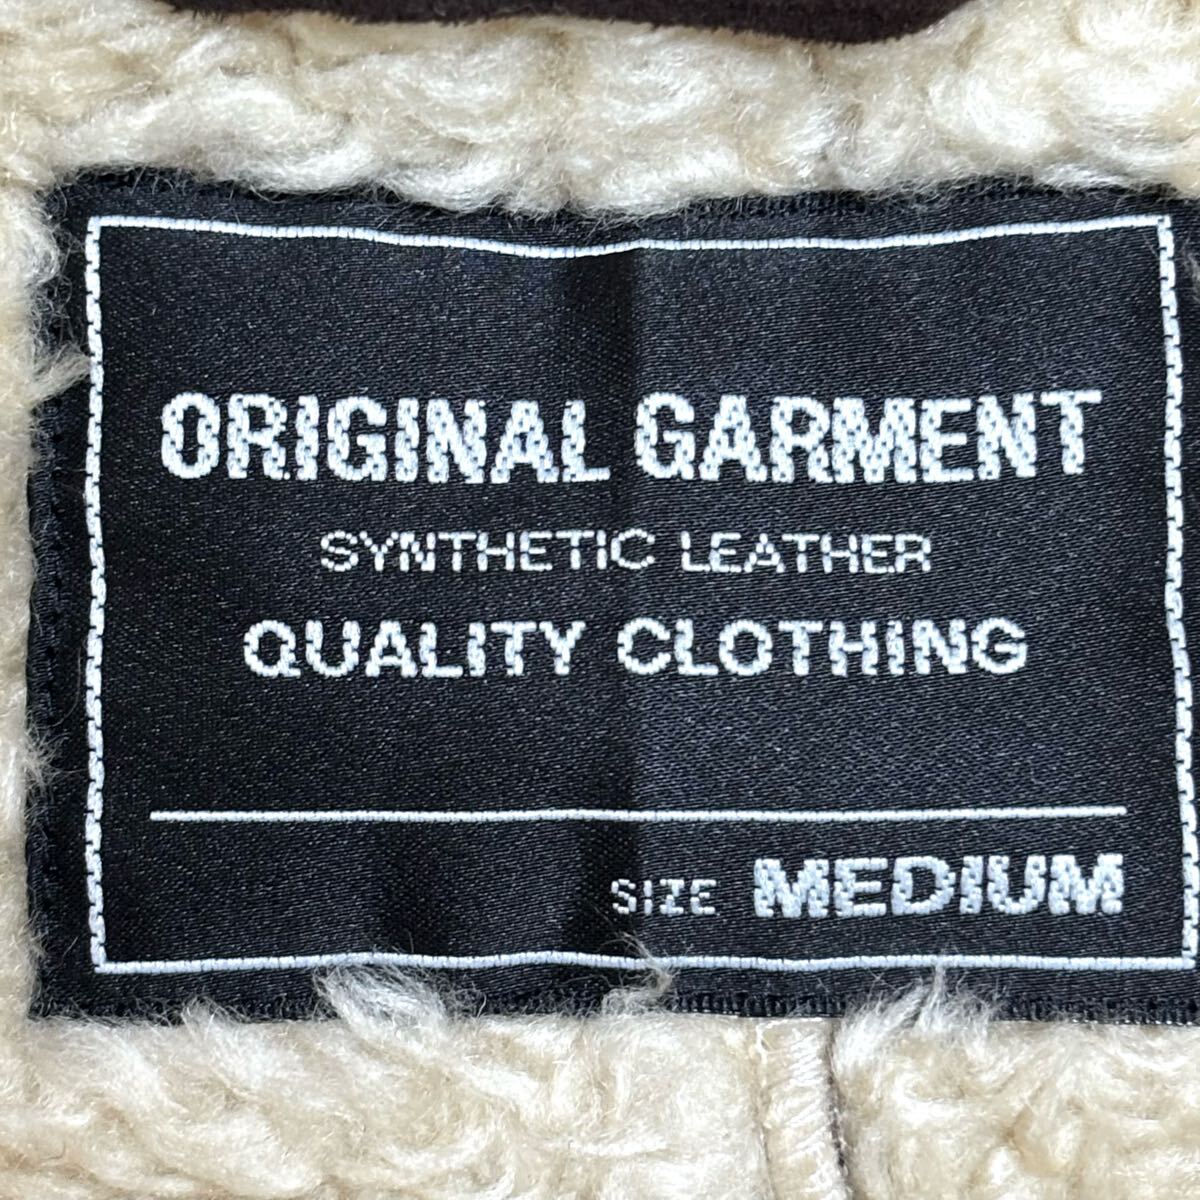 ORIGINAL GARMENT
SYNTHETIC LEATHER
QUALITY CLOTHING
SIZE MEDIUM